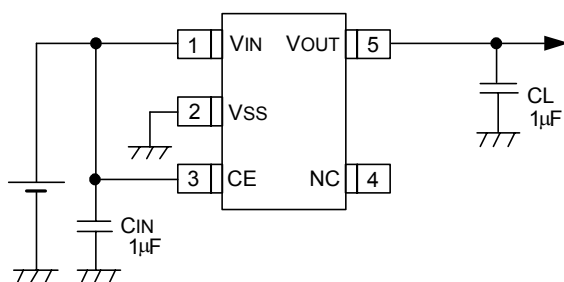 1 VIN VOUT 5
2 VSS
3 CE NC 4
CL
1μF
CIN
1μF